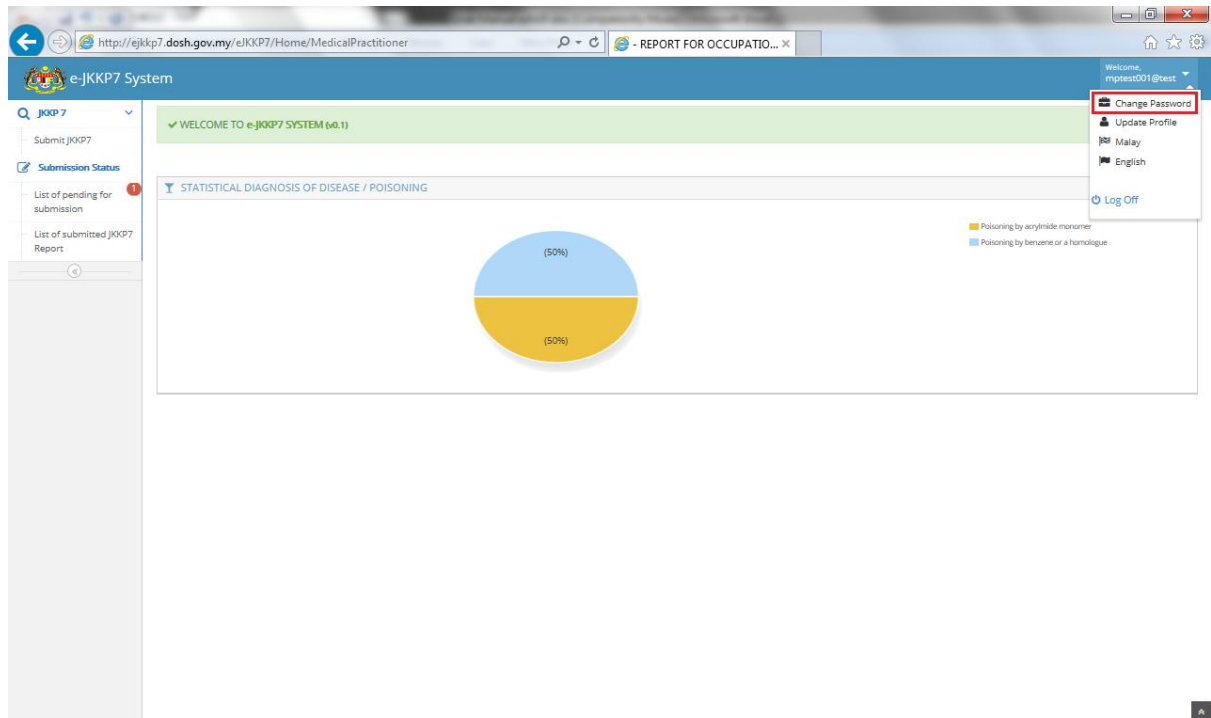 http://ejkkp7.dosh.gov.my/eJKKP7/Home/MedicalPractitioner
- REPORT FOR OCCUPATIO...
e-JKKP7 System
Welcome,
mptest001@test
Change Password
Update Profile
Malay
English
Log Off
JKKP 7
Submit JKKP7
Submission Status
List of pending for
submission
1
List of submitted JKKP7
Report
WELCOME TO e-JKKP7 SYSTEM (v0.1)
STATISTICAL DIAGNOSIS OF DISEASE / POISONING
(50%)
(50%)
Poisoning by acrylmide monomer
Poisoning by benzene or a homologue